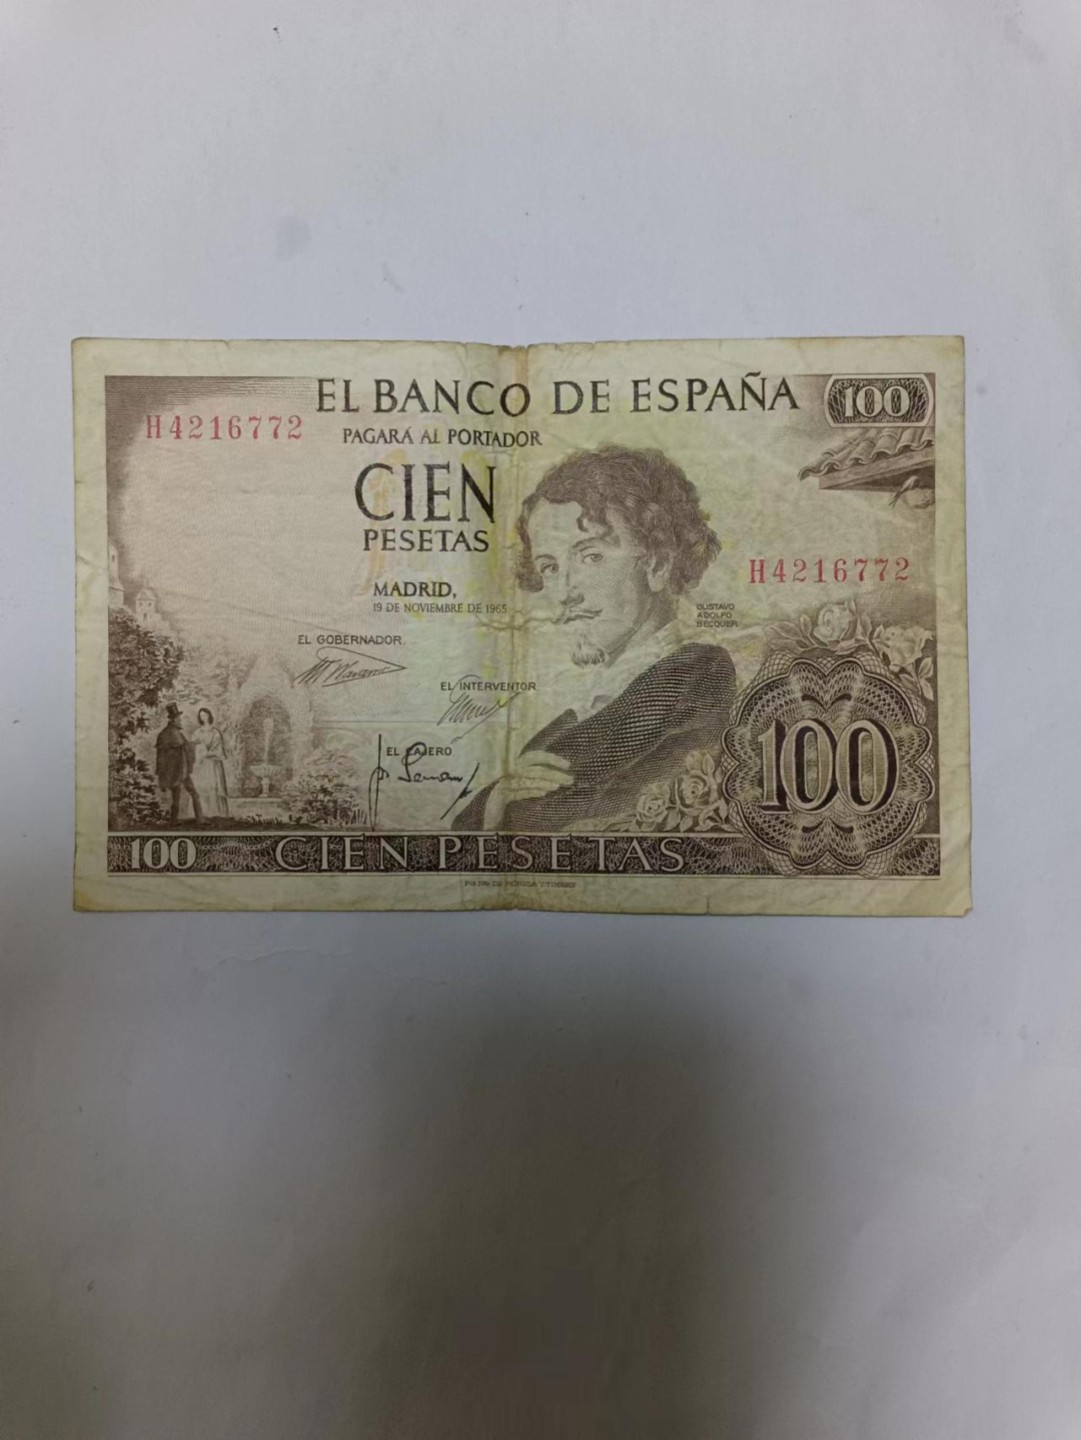 EL BANCO DE ESPAÑA
100
H4216772
PAGARÁ AL PORTADOR
CIEN
PESETAS
H4216772
MADRID,
19 DE NOVIEMBRE DE 1965
GUSTAVO
ADOLFO
BECQUER
EL GOBERNADOR
EL INTERVENTOR
EL CAJERO
100
100
CIEN PESETAS